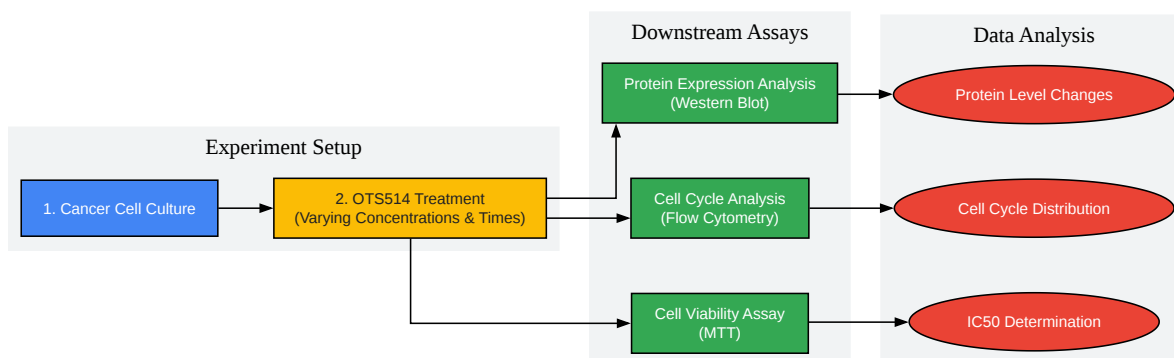 Experiment Setup
1. Cancer Cell Culture
2. OTS514 Treatment
(Varying Concentrations & Times)
Downstream Assays
Protein Expression Analysis
(Western Blot)
Cell Cycle Analysis
(Flow Cytometry)
Cell Viability Assay
(MTT)
Data Analysis
Protein Level Changes
Cell Cycle Distribution
IC50 Determination